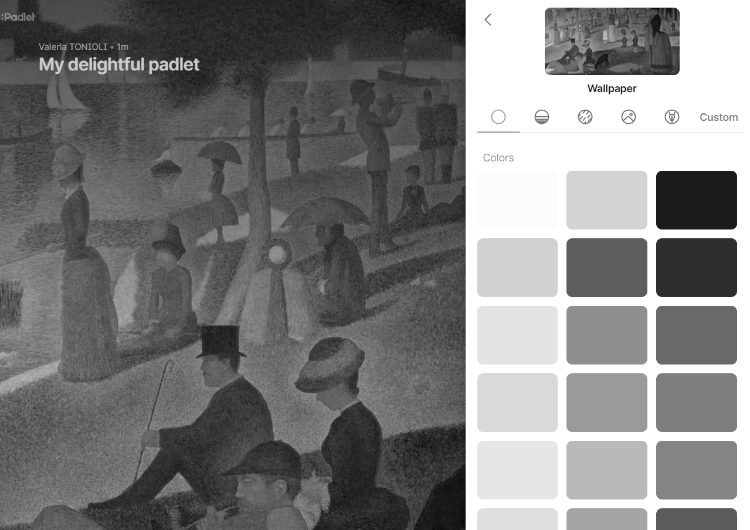 :Padlet
Valeria TONIOLI • 1m
My delightful padlet
Wallpaper
Custom
Colors